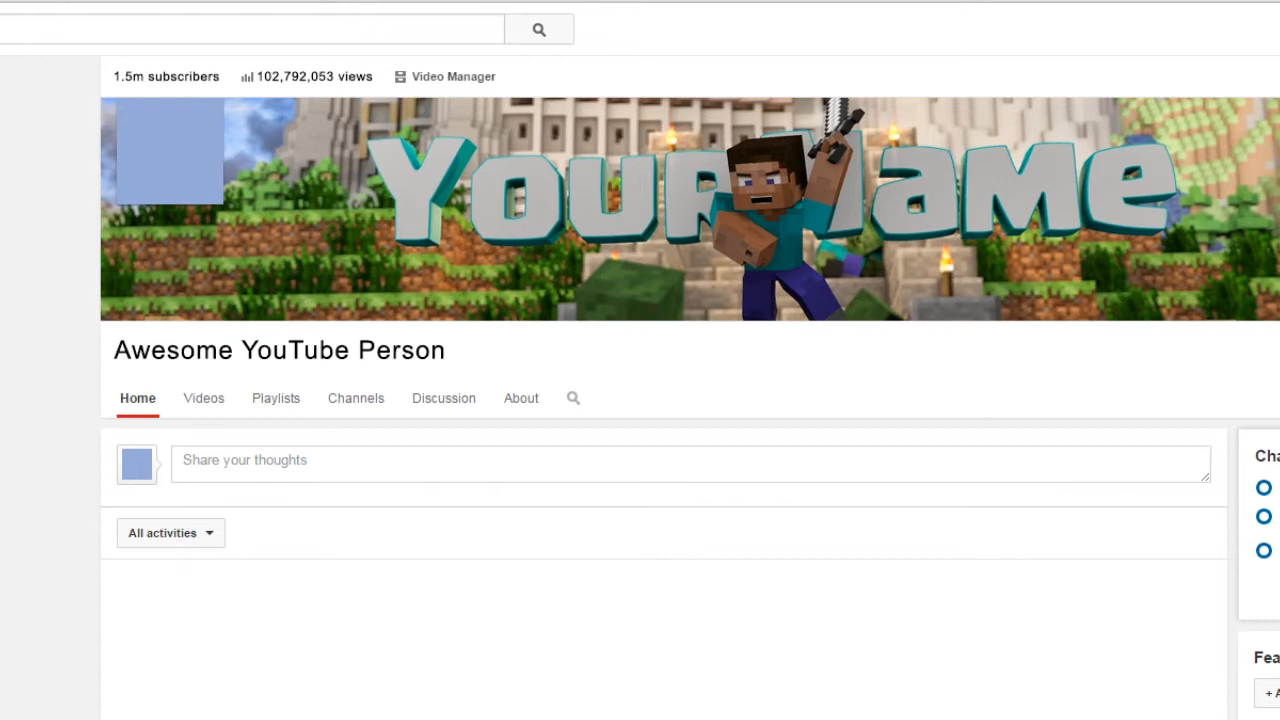 1.5m subscribers 102,792,053 views Video Manager
Your Name
Awesome YouTube Person
Home Videos Playlists Channels Discussion About
Share your thoughts
All activities